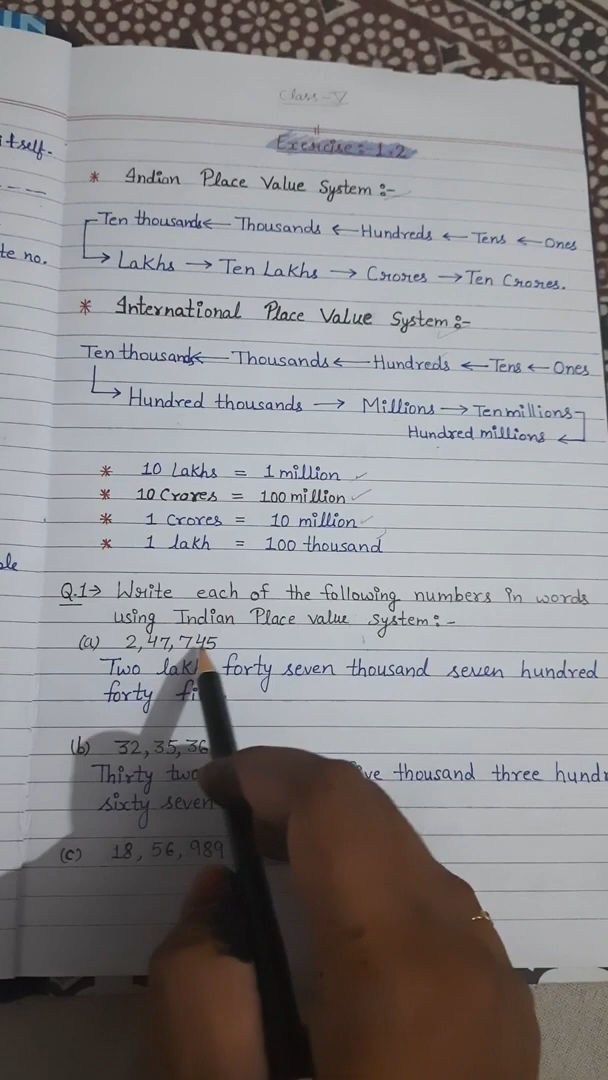 Class-V
itself.
Exercise:-1.2
* Indian Place Value System :-
Ten thousands ← Thousands ← Hundreds ← Tens ← Ones
te no.
→ Lakhs → Ten Lakhs → Crores → Ten Crores.
* International Place Value System :-
Ten thousands ← Thousands ← Hundreds ← Tens ← Ones
→ Hundred thousands → Millions → Ten millions
Hundred millions ←
* 10 Lakhs = 1 million
* 10 Crores = 100 million
* 1 Crores = 10 million
* 1 lakh = 100 thousand
Q.1→ Write each of the following numbers in words
using Indian Place value system:-
(a) 2,47,745
Two lakh forty seven thousand seven hundred
forty
(b) 32,35,36
Thirty two thousand three
sixty seven
(c) 18, 56, 989